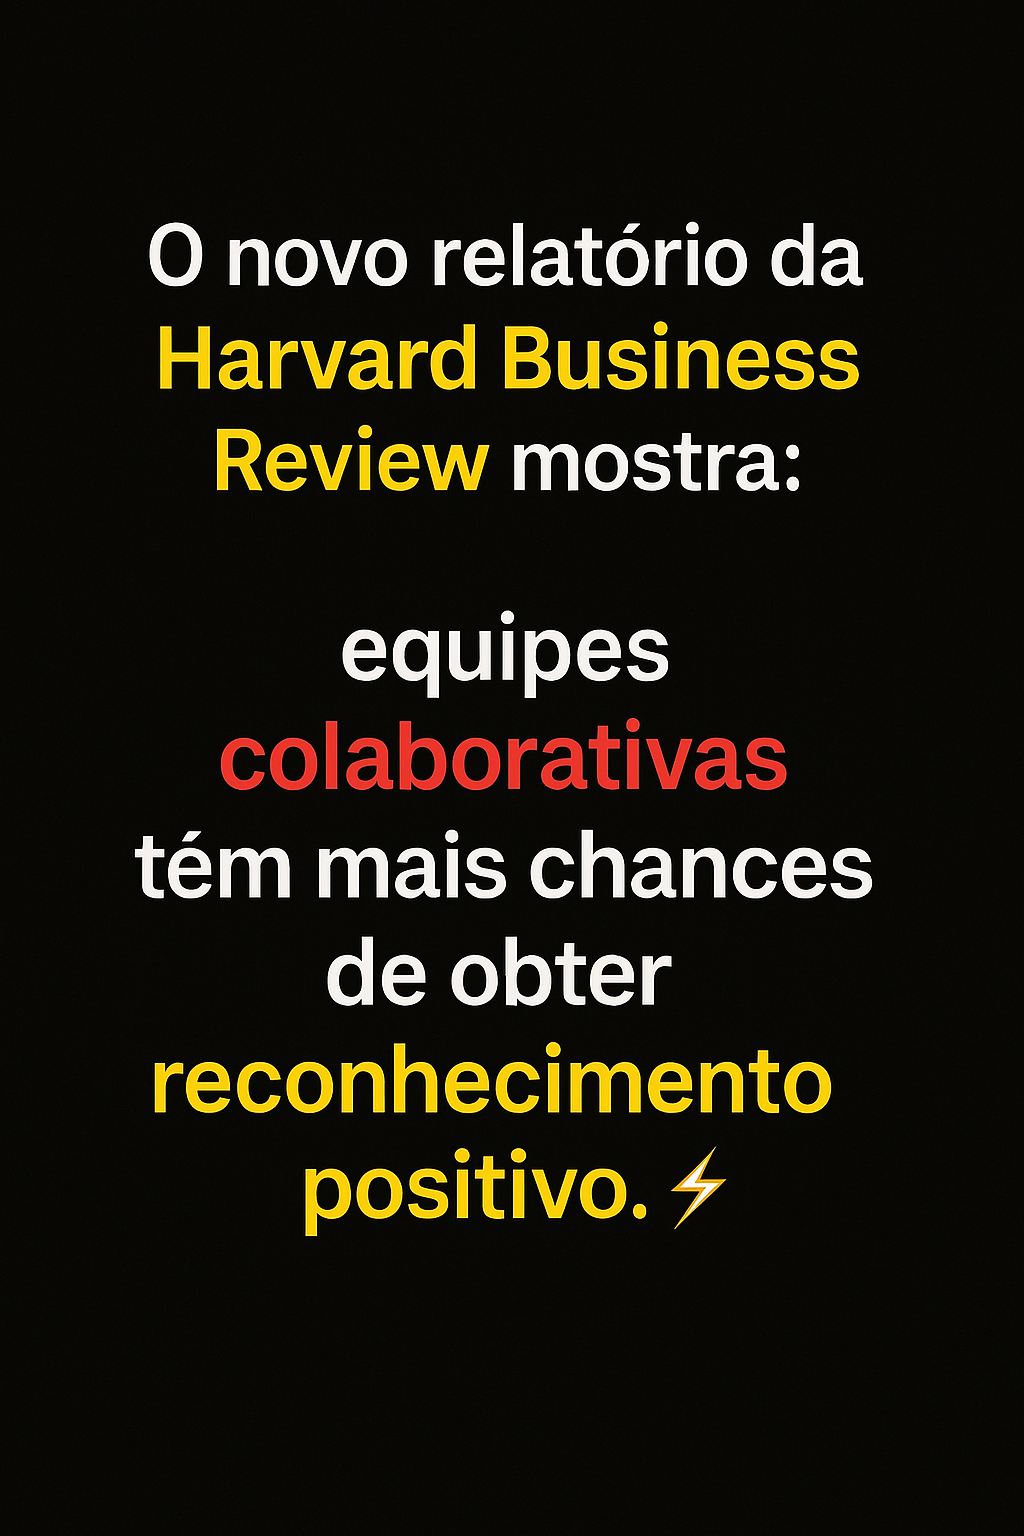 O novo relatório da
Harvard Business
Review mostra:
equipes
colaborativas
tém mais chances
de obter
reconhecimento
positivo.⚡